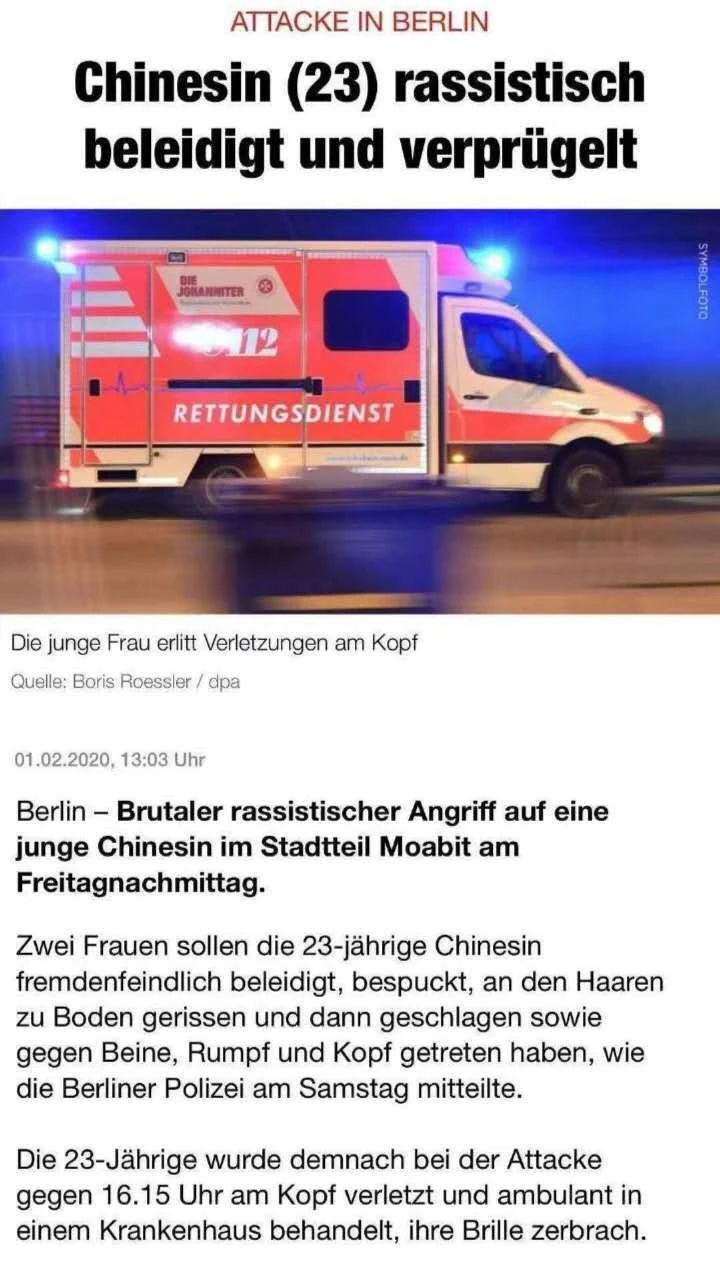 ATTACKE IN BERLIN
Chinesin (23) rassistisch
beleidigt und verprügelt
SYMBOLFOTO
DIE
JOHANNITER
112
RETTUNGSDIENST
Die junge Frau erlitt Verletzungen am Kopf
Quelle: Boris Roessler / dpa
01.02.2020, 13:03 Uhr
Berlin – Brutaler rassistischer Angriff auf eine
junge Chinesin im Stadtteil Moabit am
Freitagnachmittag.
Zwei Frauen sollen die 23-jährige Chinesin
fremdenfeindlich beleidigt, bespuckt, an den Haaren
zu Boden gerissen und dann geschlagen sowie
gegen Beine, Rumpf und Kopf getreten haben, wie
die Berliner Polizei am Samstag mitteilte.
Die 23-Jährige wurde demnach bei der Attacke
gegen 16.15 Uhr am Kopf verletzt und ambulant in
einem Krankenhaus behandelt, ihre Brille zerbrach.